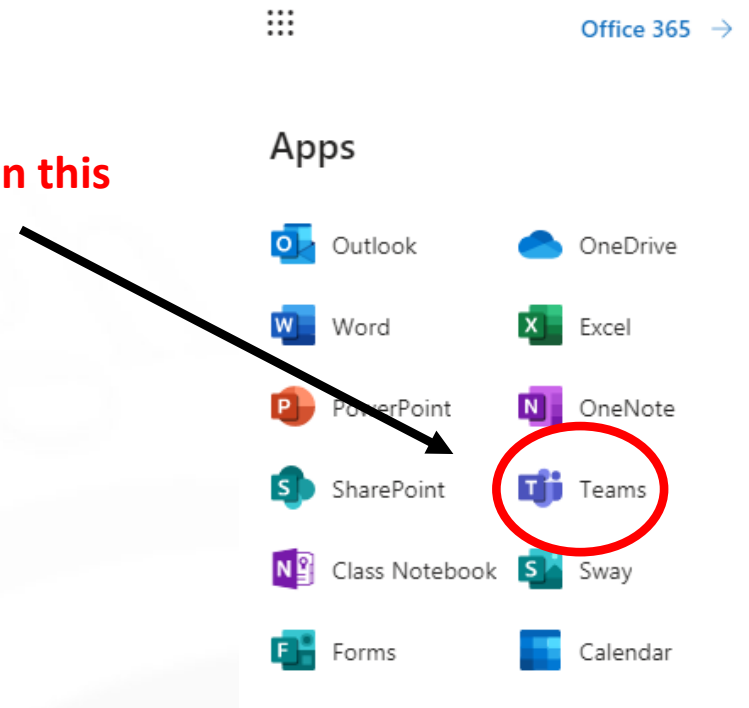 Office 365 →
Apps
n this
Outlook OneDrive
Word Excel
PowerPoint OneNote
SharePoint Teams
Class Notebook Sway
Forms Calendar